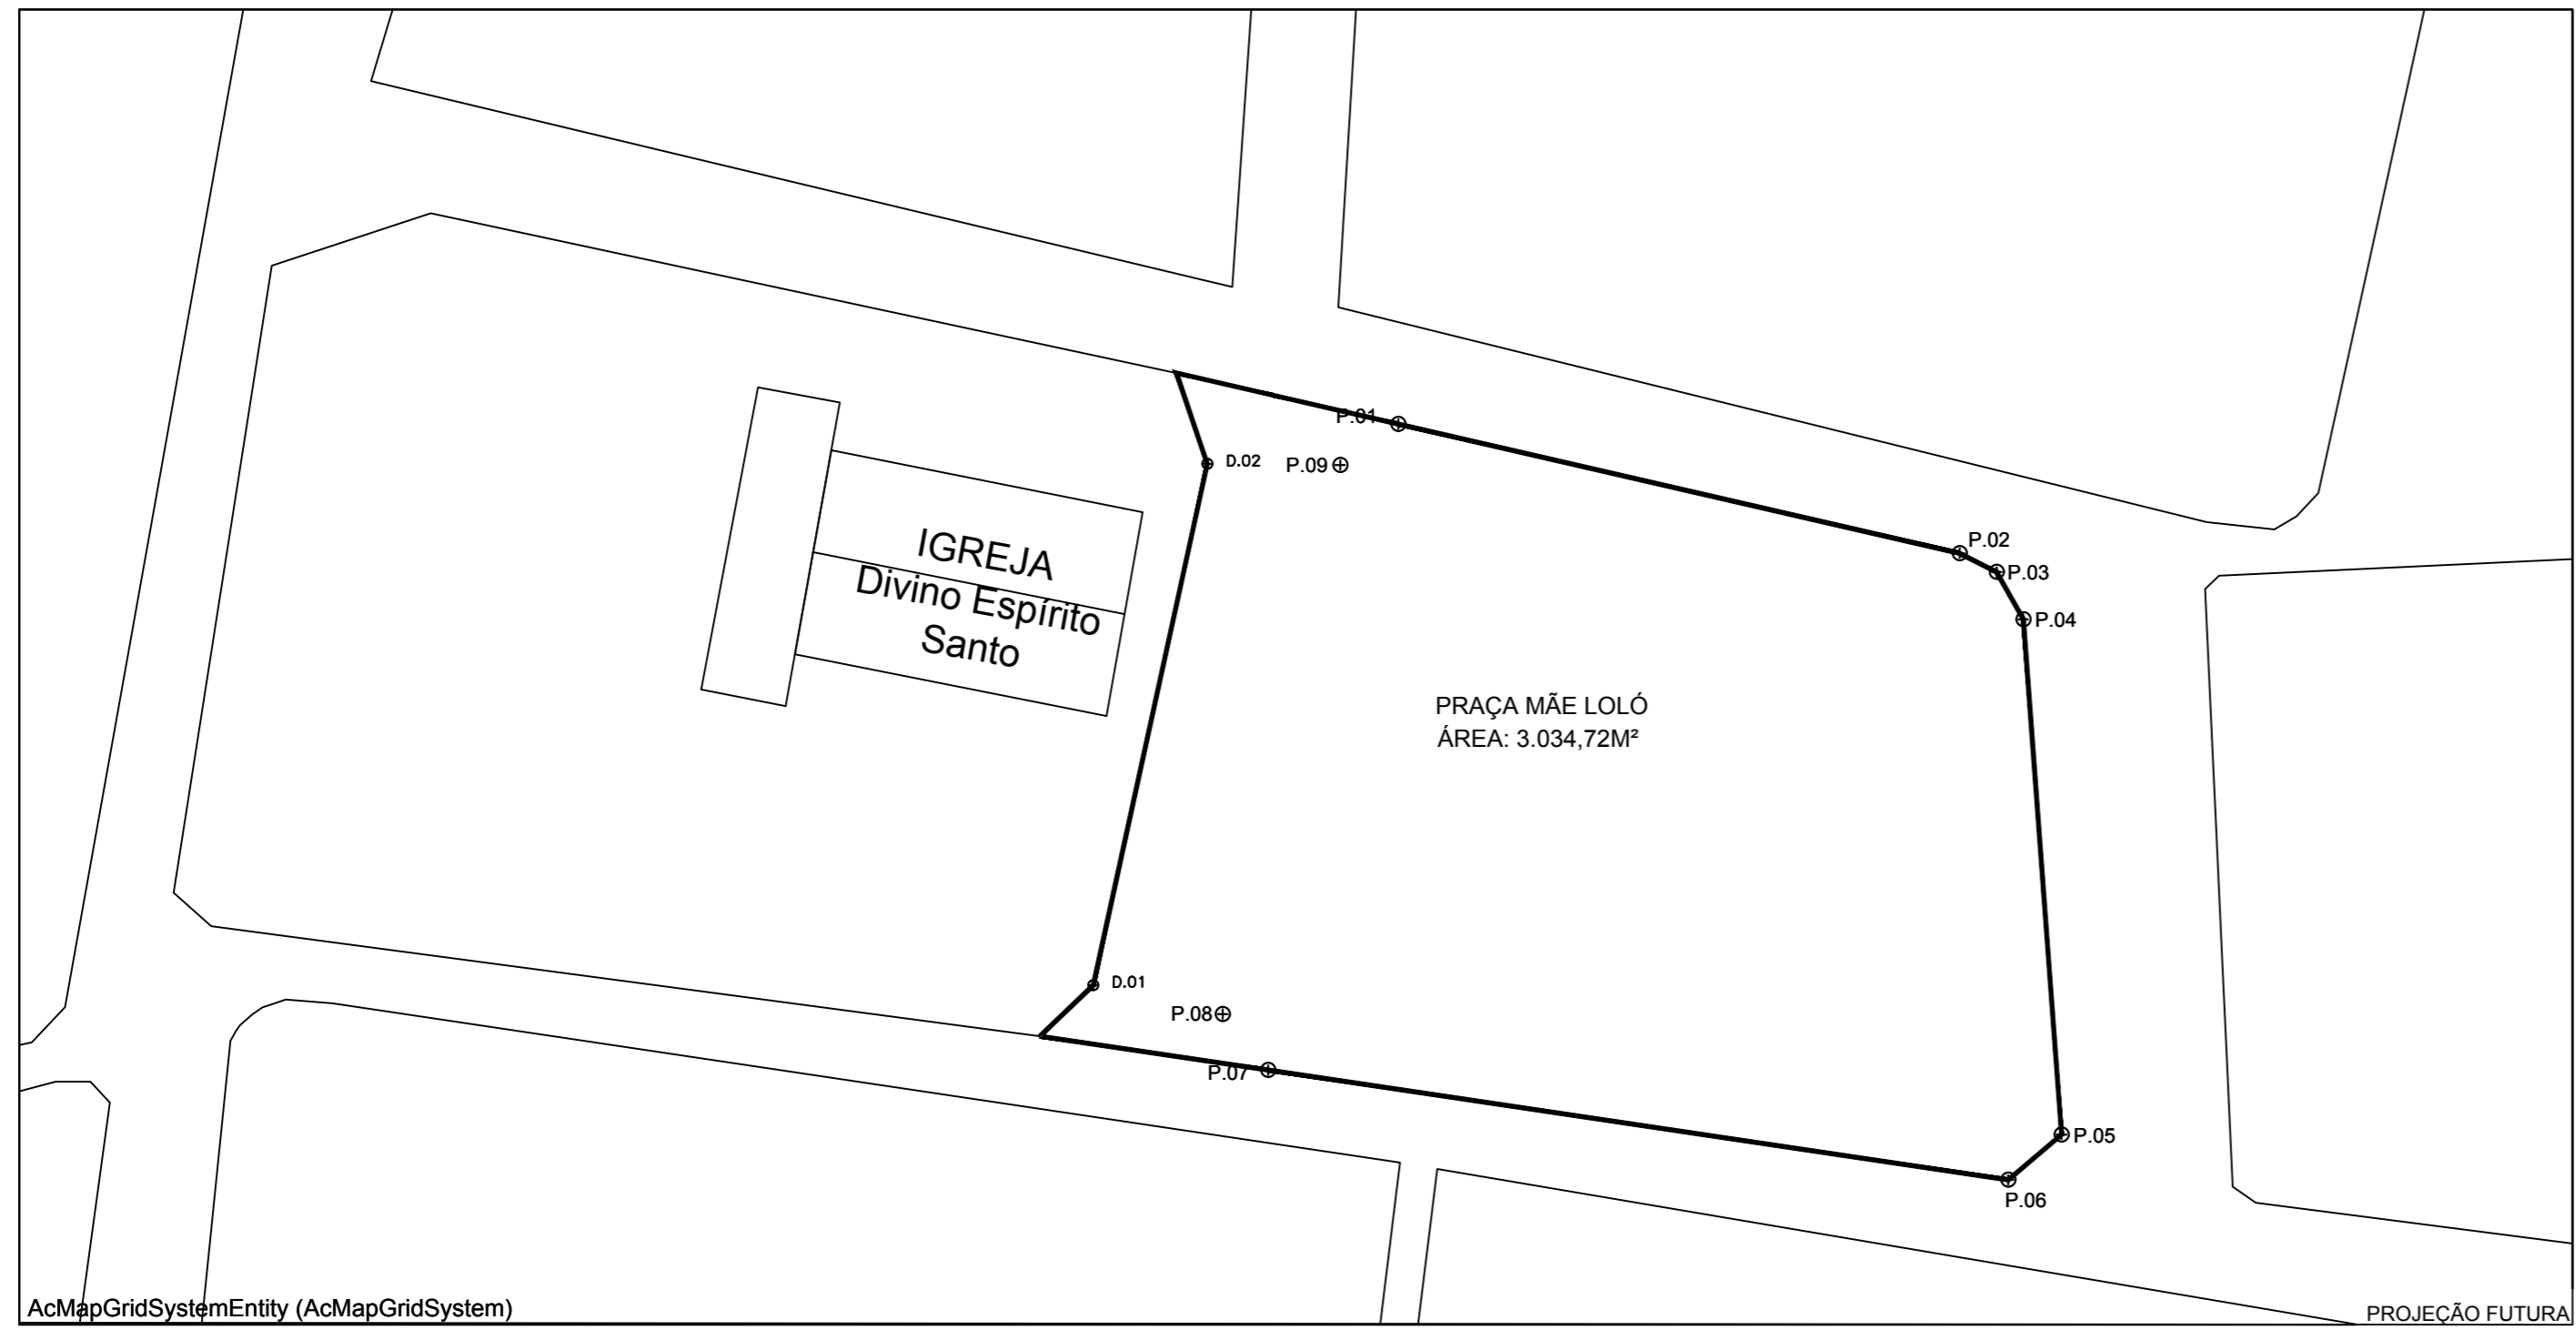 P.01
D.02
P.09
P.02
P.03
P.04
IGREJA
Divino Espírito
Santo
PRAÇA MÃE LOLÓ
ÁREA: 3.034,72M²
D.01
P.08
P.07
P.05
P.06
AcMapGridSystemEntity (AcMapGridSystem)
PROJEÇÃO FUTURA